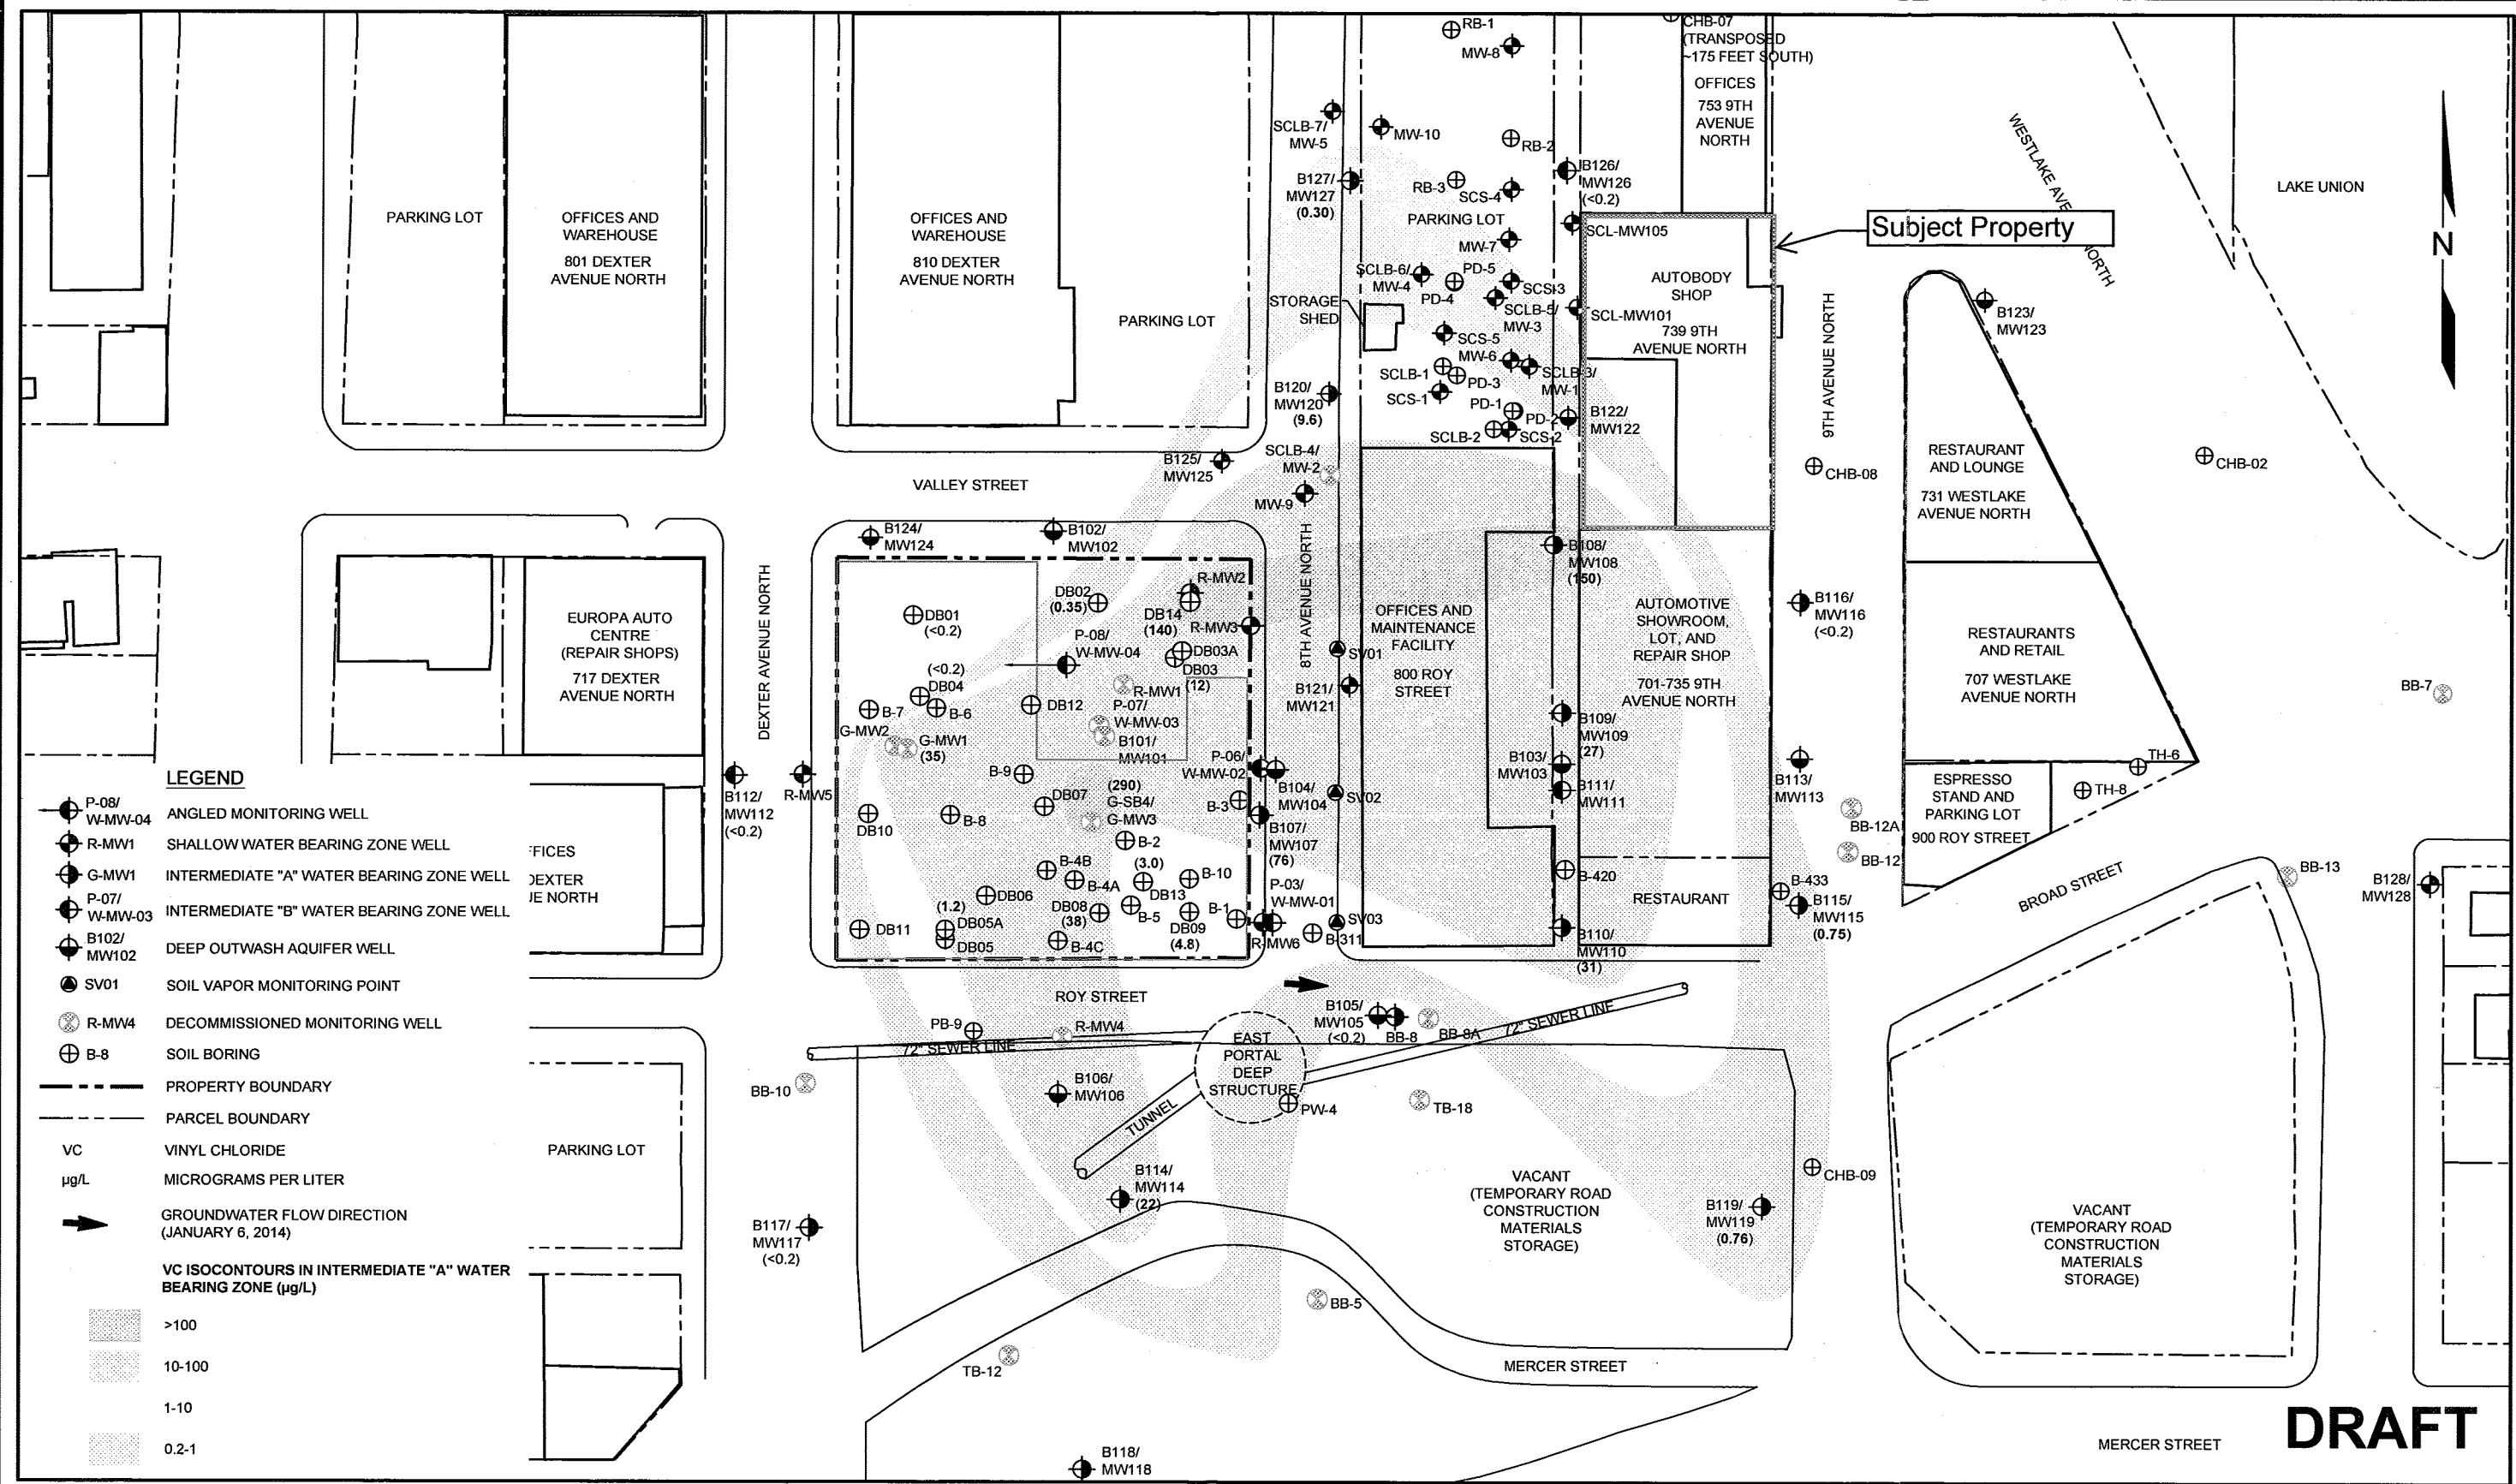 RB-1
MW-8
CHB-07
(TRANSPOSED
~175 FEET SOUTH)
OFFICES
753 9TH
AVENUE
NORTH
SCLB-7/
MW-5
MW-10
RB-2
B127/
MW127
(0.30)
RB-3
SCS-4
B126/
MW126
(<0.2)
WESTLAKE AVENUE NORTH
LAKE UNION
PARKING LOT
OFFICES AND
WAREHOUSE
801 DEXTER
AVENUE NORTH
OFFICES AND
WAREHOUSE
810 DEXTER
AVENUE NORTH
PARKING LOT
PARKING LOT
MW-7
SCL-MW105
Subject Property
N
SCLB-6/
MW-4
PD-5
PD-4
SCS-3
STORAGE
SHED
SCLB-5/
MW-3
SCL-MW101
AUTOBODY
SHOP
739 9TH
AVENUE NORTH
9TH AVENUE NORTH
B123/
MW123
SCS-5
MW-6
SCLB-1
PD-3
SCLB-3/
MW-1
SCS-1
B120/
MW120
(9.6)
PD-1
PD-2
SCLB-2
SCS-2
B122/
MW122
SCLB-4/
MW-2
B125/
MW125
MW-9
VALLEY STREET
CHB-08
RESTAURANT
AND LOUNGE
731 WESTLAKE
AVENUE NORTH
CHB-02
B124/
MW124
B102/
MW102
8TH AVENUE NORTH
B108/
MW108
(150)
DEXTER AVENUE NORTH
EUROPA AUTO
CENTRE
(REPAIR SHOPS)
717 DEXTER
AVENUE NORTH
DB01
(<0.2)
DB02
(0.35)
R-MW2
DB14
(140)
R-MW3
P-08/
W-MW-04
DB03A
DB03
(12)
SV01
OFFICES AND
MAINTENANCE
FACILITY
800 ROY
STREET
AUTOMOTIVE
SHOWROOM,
LOT, AND
REPAIR SHOP
701-735 9TH
AVENUE NORTH
B116/
MW116
(<0.2)
RESTAURANTS
AND RETAIL
707 WESTLAKE
AVENUE NORTH
BB-7
(<0.2)
DB04
B-7
B-6
DB12
R-MW1
P-07/
W-MW-03
B101/
MW101
B121/
MW121
G-MW2
G-MW1
(35)
B109/
MW109
(27)
B103/
MW103
B111/
MW111
B113/
MW113
B-9
P-06/
W-MW-02
B104/
MW104
SV02
TH-6
TH-8
ESPRESSO
STAND AND
PARKING LOT
900 ROY STREET
B112/
MW112
(<0.2)
R-MW5
DB10
B-8
DB07
(290)
G-SB4/
G-MW3
B-2
B-3
B107/
MW107
(76)
BB-12A
BB-12
B-4B
B-4A
(3.0)
DB13
B-10
B-420
RESTAURANT
B-433
B115/
MW115
(0.75)
BROAD STREET
BB-13
B128/
MW128
DB06
(1.2)
DB05A
DB05
DB11
DB08
(38)
B-5
B-4C
DB09
(4.8)
B-1
P-03/
W-MW-01
R-MW6
B-311
SV03
B110/
MW110
(31)
ROY STREET
PB-9
R-MW4
72" SEWER LINE
EAST
PORTAL
DEEP
STRUCTURE
B105/
MW105
(<0.2)
BB-8
BB-8A
72" SEWER LINE
BB-10
B106/
MW106
TUNNEL
PW-4
TB-18
PARKING LOT
B114/
MW114
(22)
B117/
MW117
(<0.2)
VACANT
(TEMPORARY ROAD
CONSTRUCTION
MATERIALS
STORAGE)
B119/
MW119
(0.76)
CHB-09
VACANT
(TEMPORARY ROAD
CONSTRUCTION
MATERIALS
STORAGE)
BB-5
TB-12
MERCER STREET
B118/
MW118
MERCER STREET
DRAFT
FFICES
DEXTER
UE NORTH
LEGEND
P-08/
W-MW-04
ANGLED MONITORING WELL
R-MW1
SHALLOW WATER BEARING ZONE WELL
G-MW1
INTERMEDIATE "A" WATER BEARING ZONE WELL
P-07/
W-MW-03
INTERMEDIATE "B" WATER BEARING ZONE WELL
B102/
MW102
DEEP OUTWASH AQUIFER WELL
SV01
SOIL VAPOR MONITORING POINT
R-MW4
DECOMMISSIONED MONITORING WELL
B-8
SOIL BORING
PROPERTY BOUNDARY
PARCEL BOUNDARY
VC
VINYL CHLORIDE
µg/L
MICROGRAMS PER LITER
GROUNDWATER FLOW DIRECTION
(JANUARY 6, 2014)
VC ISOCONTOURS IN INTERMEDIATE "A" WATER
BEARING ZONE (µg/L)
>100
10-100
1-10
0.2-1